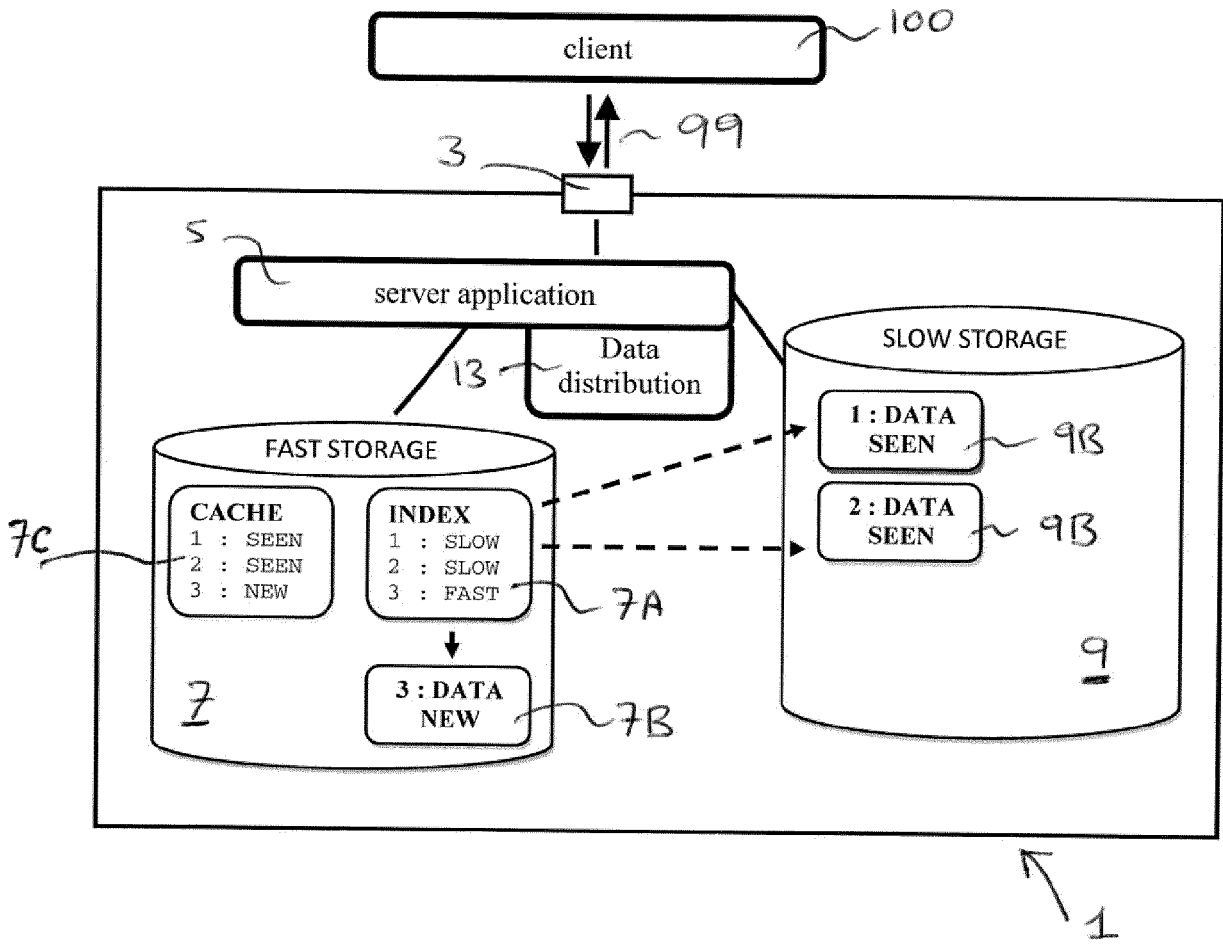 client
100
99
3
5
server application
13
Data
distribution
SLOW STORAGE
1 : DATA
SEEN
9B
2 : DATA
SEEN
9B
9
FAST STORAGE
CACHE
1 : SEEN
2 : SEEN
3 : NEW
7C
INDEX
1 : SLOW
2 : SLOW
3 : FAST
7A
3 : DATA
NEW
7B
7
1